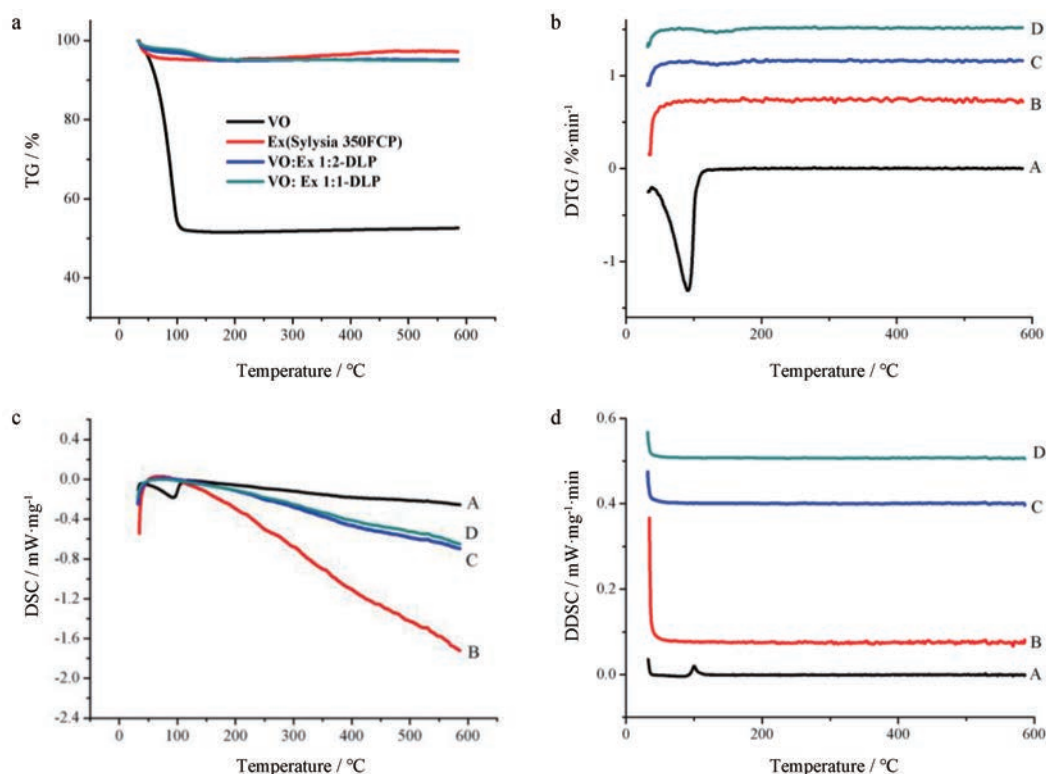 a
100
80
60
40
TG / %
VO
Ex(Sylysia 350FCP)
VO:Ex 1:2-DLP
VO: Ex 1:1-DLP
0 100 200 300 400 500 600
Temperature / ℃
b
1
0
-1
DTG / %·min⁻¹
D
C
B
A
0 200 400 600
Temperature / ℃
c
0.4
0.0
-0.4
-0.8
-1.2
-1.6
-2.0
-2.4
DSC / mW·mg⁻¹
A
D
C
B
0 100 200 300 400 500 600
Temperature / ℃
d
0.6
0.4
0.2
0.0
DDSC / mW·mg⁻¹·min
D
C
B
A
0 200 400 600
Temperature / ℃